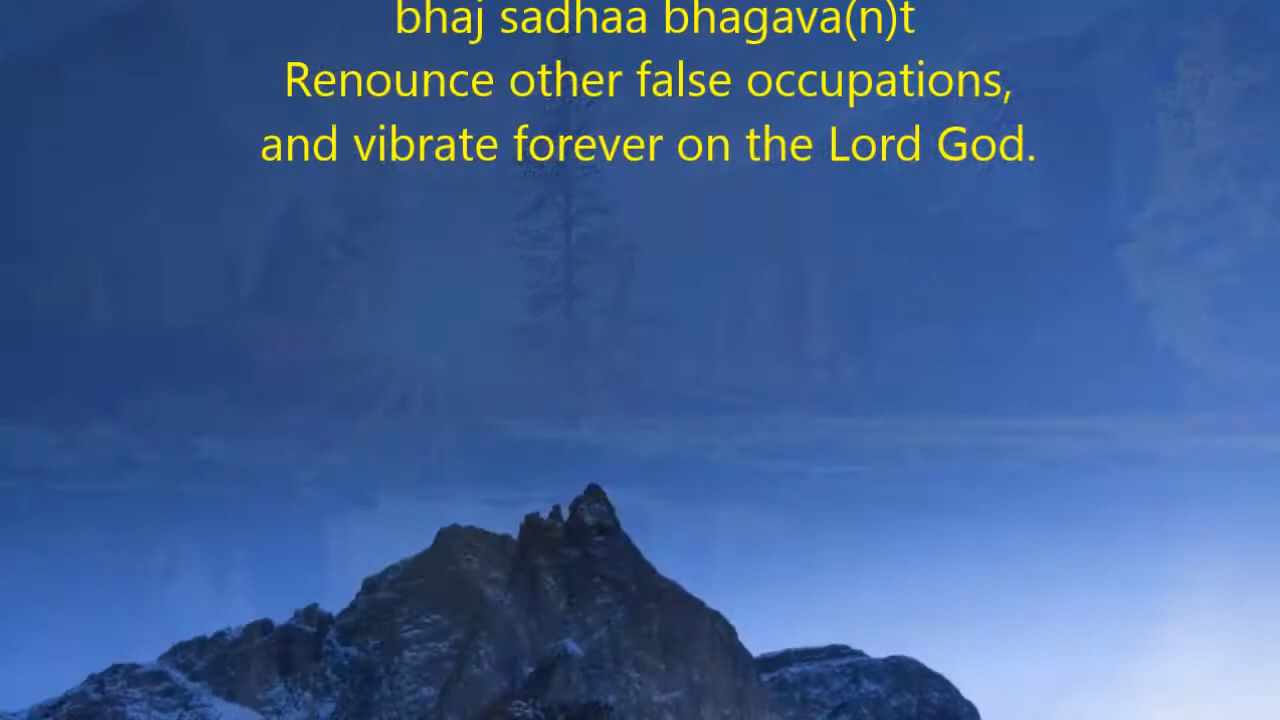 bhaj sadhaa bhagava(n)t
Renounce other false occupations,
and vibrate forever on the Lord God.